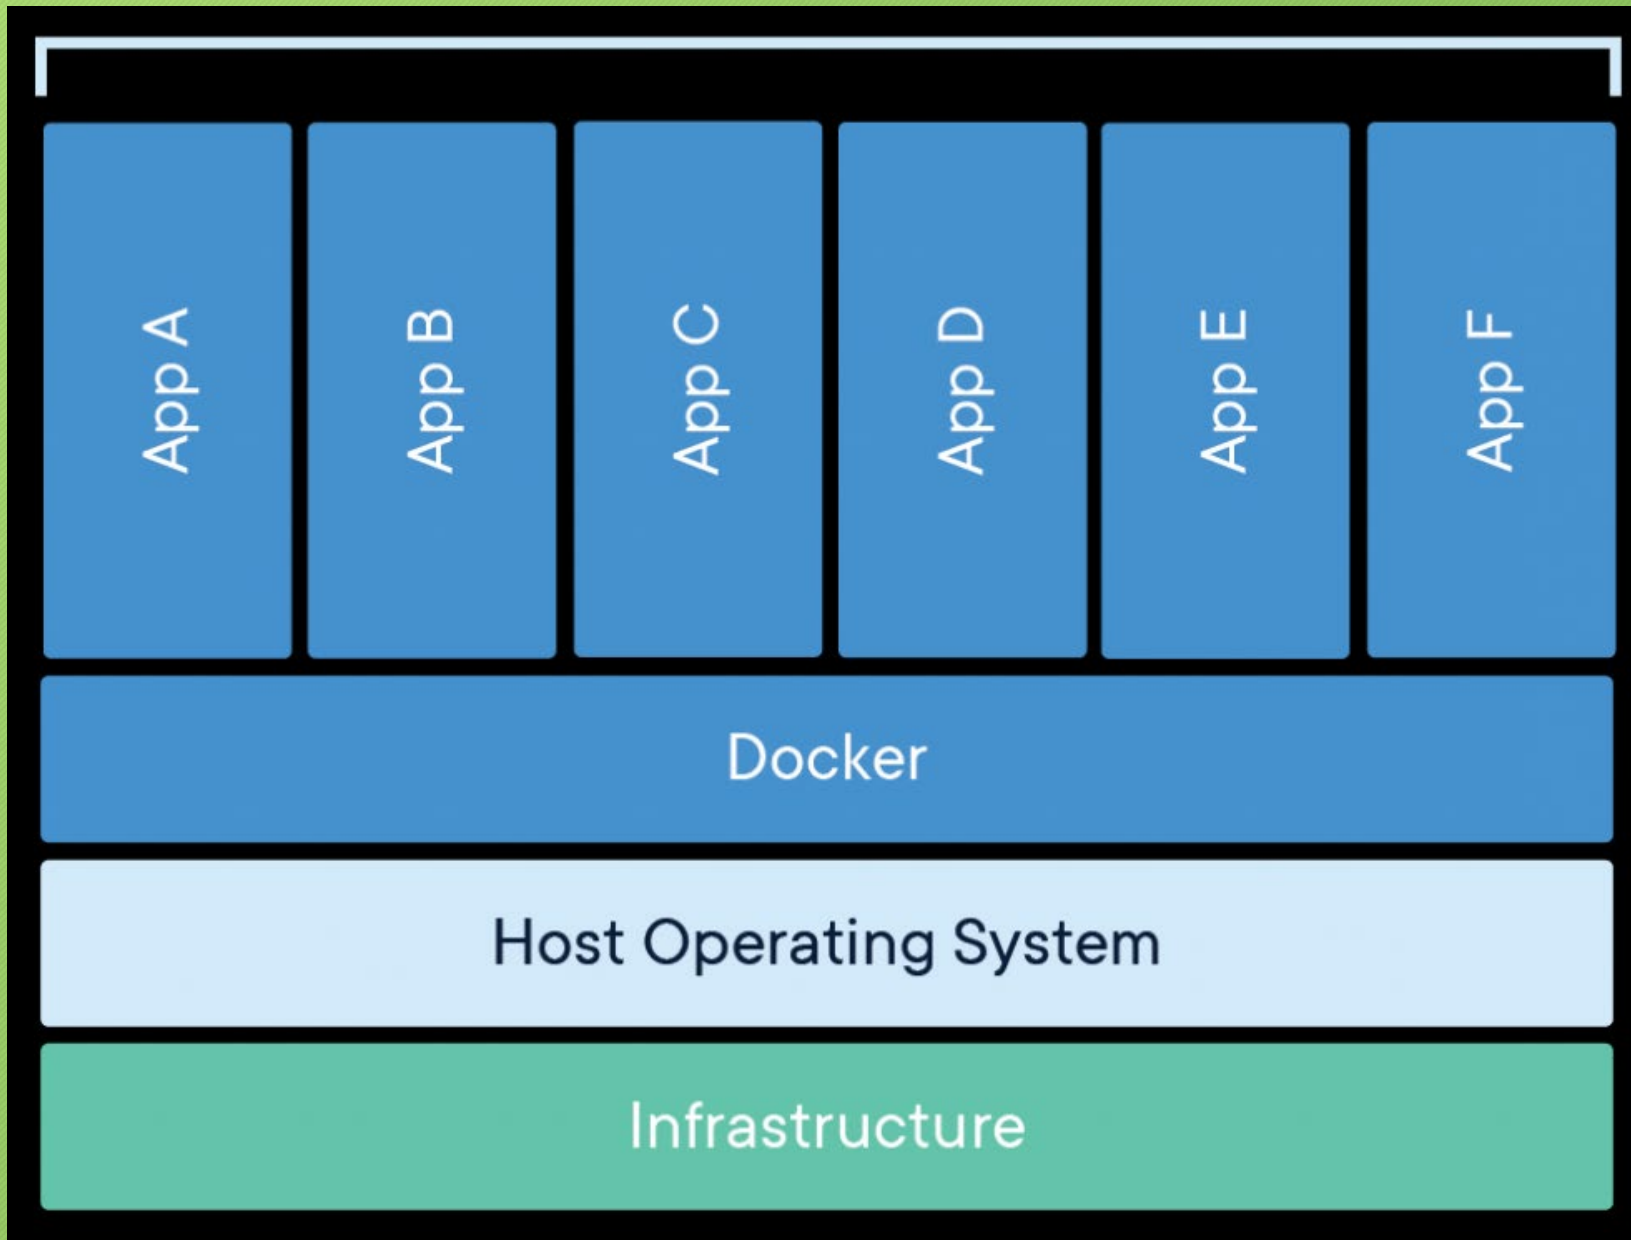 App A
App B
App C
App D
App E
App F
Docker
Host Operating System
Infrastructure